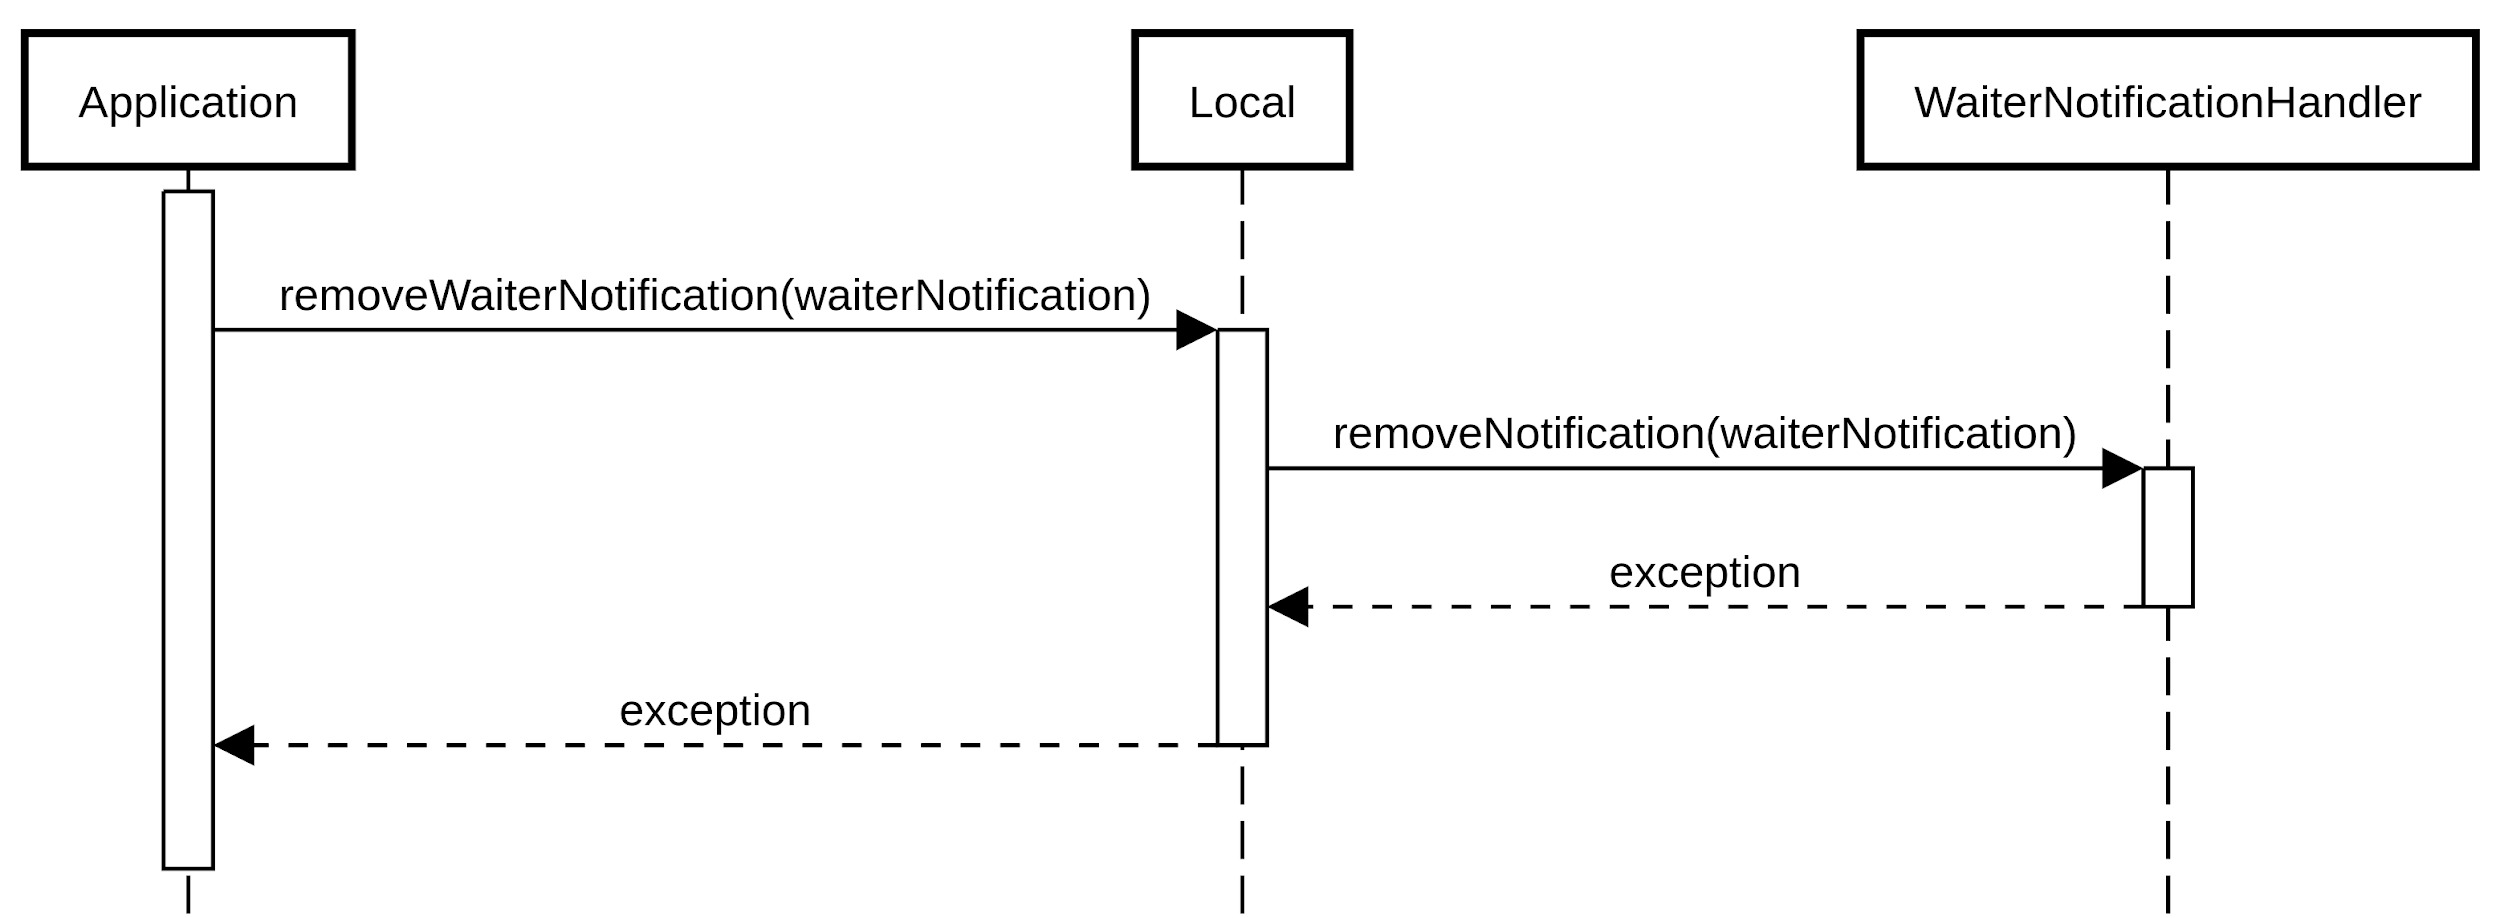 Application
Local
WaiterNotificationHandler
removeWaiterNotification(waiterNotification)
removeNotification(waiterNotification)
exception
exception